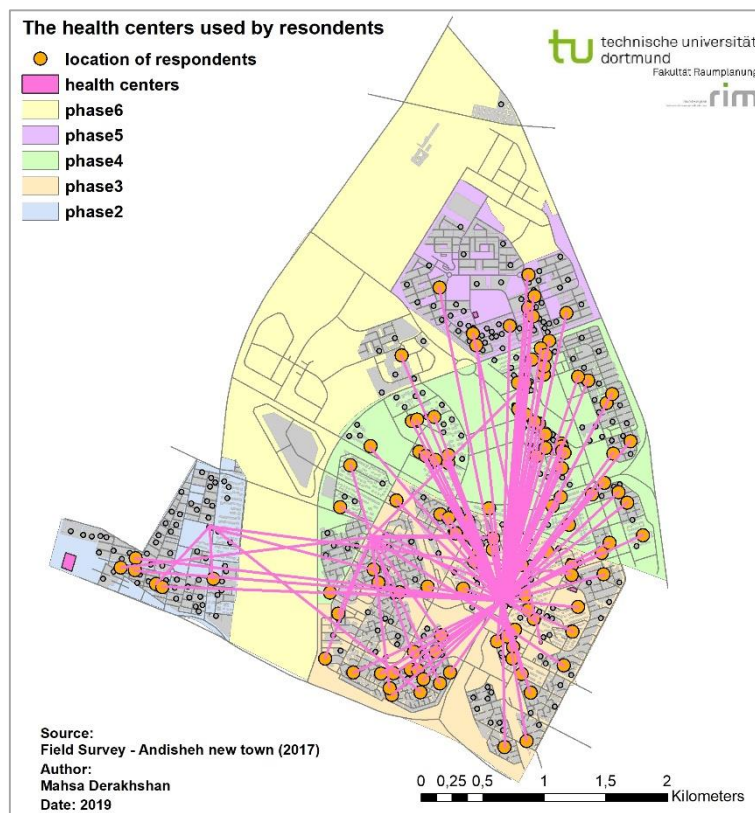 The health centers used by resondents
location of respondents
health centers
phase6
phase5
phase4
phase3
phase2
tu technische universität
dortmund
Fakultät Raumplanung
rim
Source:
Field Survey - Andisheh new town (2017)
Author:
Mahsa Derakhshan
Date: 2019
0 0,25 0,5 1 1,5 2
Kilometers